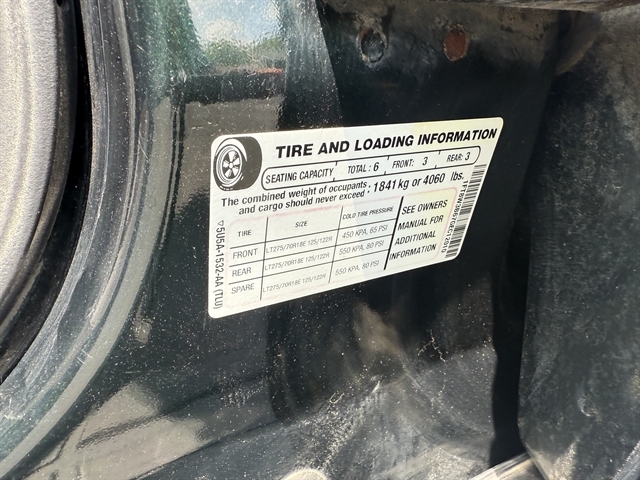 TIRE AND LOADING INFORMATION
SEATING CAPACITY TOTAL: 6 FRONT: 3 REAR: 3
The combined weight of occupants
and cargo should never exceed : 1841 kg or 4060 lbs.
TIRE SIZE COLD TIRE PRESSURE
FRONT LT275/70R18E 125/122R 450 KPA, 65 PSI
REAR LT275/70R18E 125/122R 550 KPA, 80 PSI
SPARE LT275/70R18E 125/122R 550 KPA, 80 PSI
SEE OWNERS
MANUAL FOR
ADDITIONAL
INFORMATION
5U5A-1532-AA (TLU)